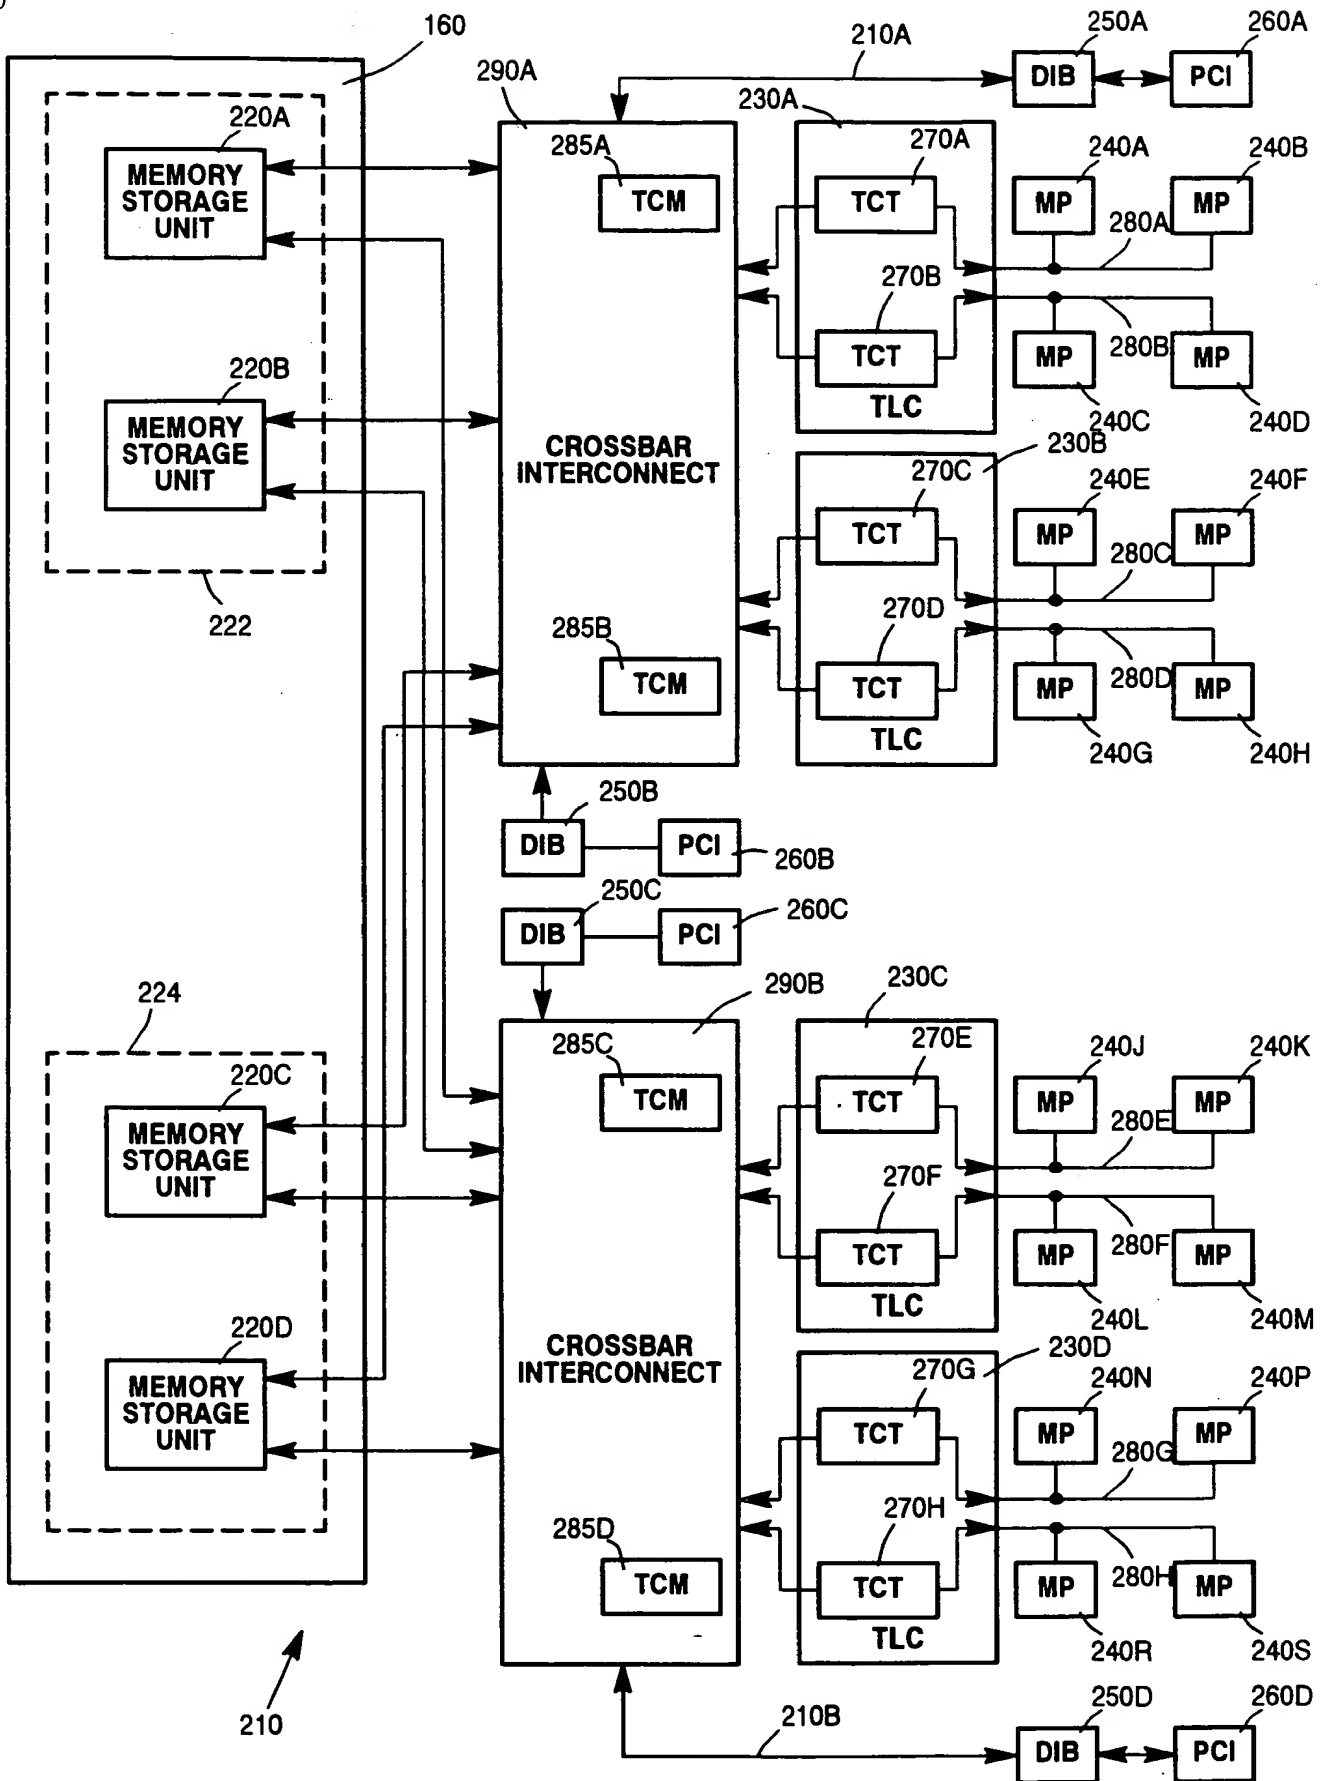 160
290A
210A
250A
260A
DIB
PCI
230A
220A
285A
270A
240A
240B
MEMORY
STORAGE
UNIT
TCM
TCT
MP
MP
280A
270B
220B
TCT
MP
280B
MP
TLC
240C
240D
MEMORY
STORAGE
UNIT
CROSSBAR
INTERCONNECT
230B
270C
240E
240F
TCT
MP
MP
280C
222
285B
270D
TCM
TCT
MP
280D
MP
TLC
240G
240H
250B
DIB
PCI
260B
250C
260C
DIB
PCI
224
290B
230C
285C
270E
240J
240K
220C
TCM
TCT
MP
MP
280E
MEMORY
STORAGE
UNIT
270F
TCT
MP
280F
MP
TLC
240L
240M
220D
CROSSBAR
INTERCONNECT
230D
270G
240N
240P
MEMORY
STORAGE
UNIT
TCT
MP
MP
280G
285D
270H
TCM
TCT
MP
280H
MP
TLC
240R
240S
210
210B
250D
260D
DIB
PCI